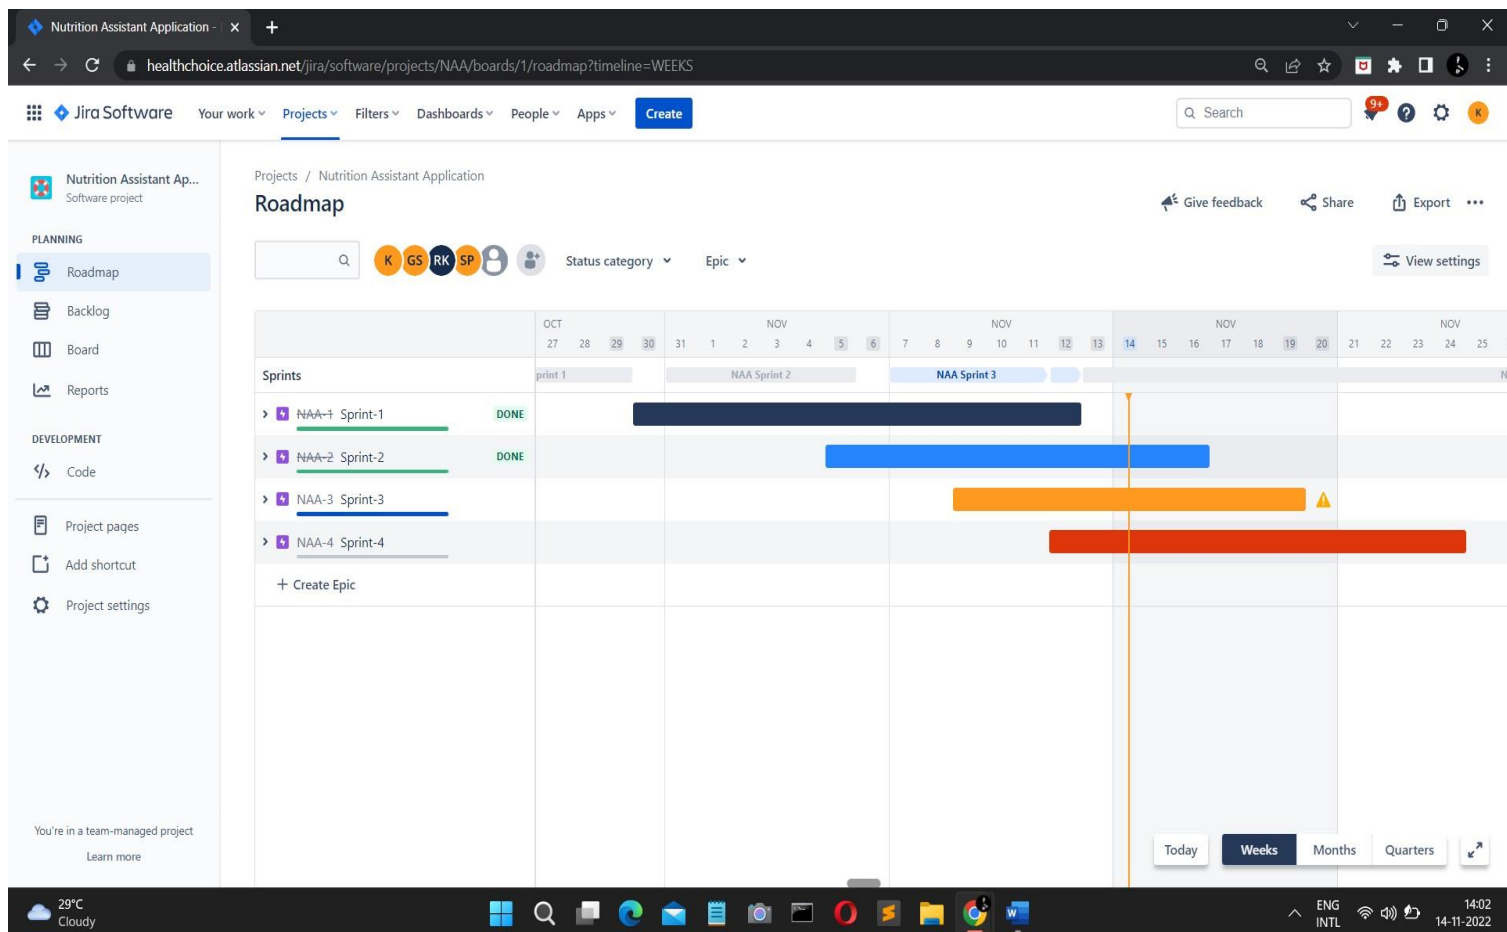 Nutrition Assistant Application -
healthchoice.atlassian.net/jira/software/projects/NAA/boards/1/roadmap?timeline=WEEKS
Jira Software Your work Projects Filters Dashboards People Apps Create Search 9+ K
Nutrition Assistant Ap...
Software project
PLANNING
Roadmap
Backlog
Board
Reports
DEVELOPMENT
Code
Project pages
Add shortcut
Project settings
You're in a team-managed project
Learn more
Projects / Nutrition Assistant Application
Roadmap
Give feedback Share Export
K GS RK SP Status category Epic View settings
OCT NOV NOV NOV NOV
27 28 29 30 31 1 2 3 4 5 6 7 8 9 10 11 12 13 14 15 16 17 18 19 20 21 22 23 24 25
Sprints print 1 NAA Sprint 2 NAA Sprint 3 N
NAA-1 Sprint-1 DONE
NAA-2 Sprint-2 DONE
NAA-3 Sprint-3
NAA-4 Sprint-4
+ Create Epic
Today Weeks Months Quarters
29°C
Cloudy
ENG
INTL
14:02
14-11-2022